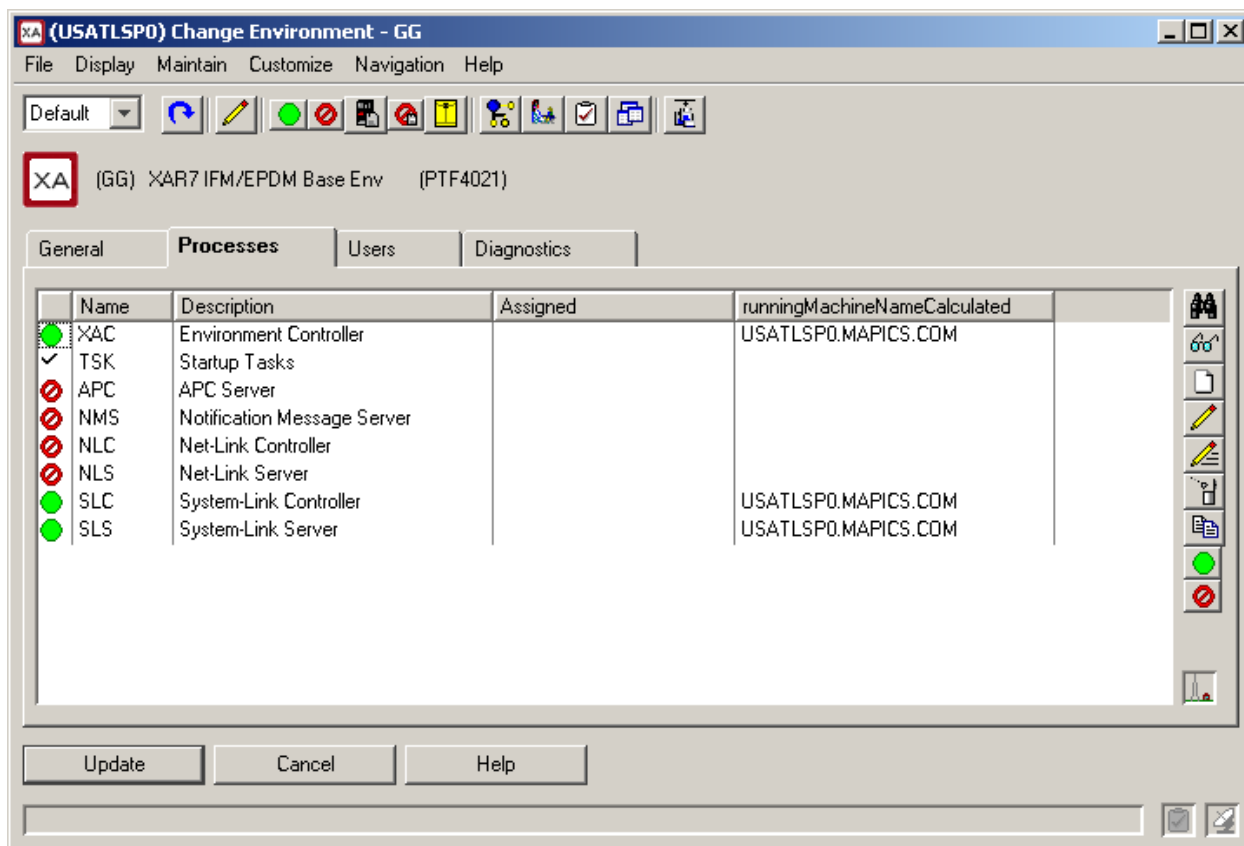 XA (USATLSP0) Change Environment - GG
File Display Maintain Customize Navigation Help
Default
XA (GG) XAR7 IFM/EPDM Base Env (PTF4021)
General Processes Users Diagnostics
Name Description Assigned runningMachineNameCalculated
XAC Environment Controller USATLSP0.MAPICS.COM
TSK Startup Tasks
APC APC Server
NMS Notification Message Server
NLC Net-Link Controller
NLS Net-Link Server
SLC System-Link Controller USATLSP0.MAPICS.COM
SLS System-Link Server USATLSP0.MAPICS.COM
Update Cancel Help